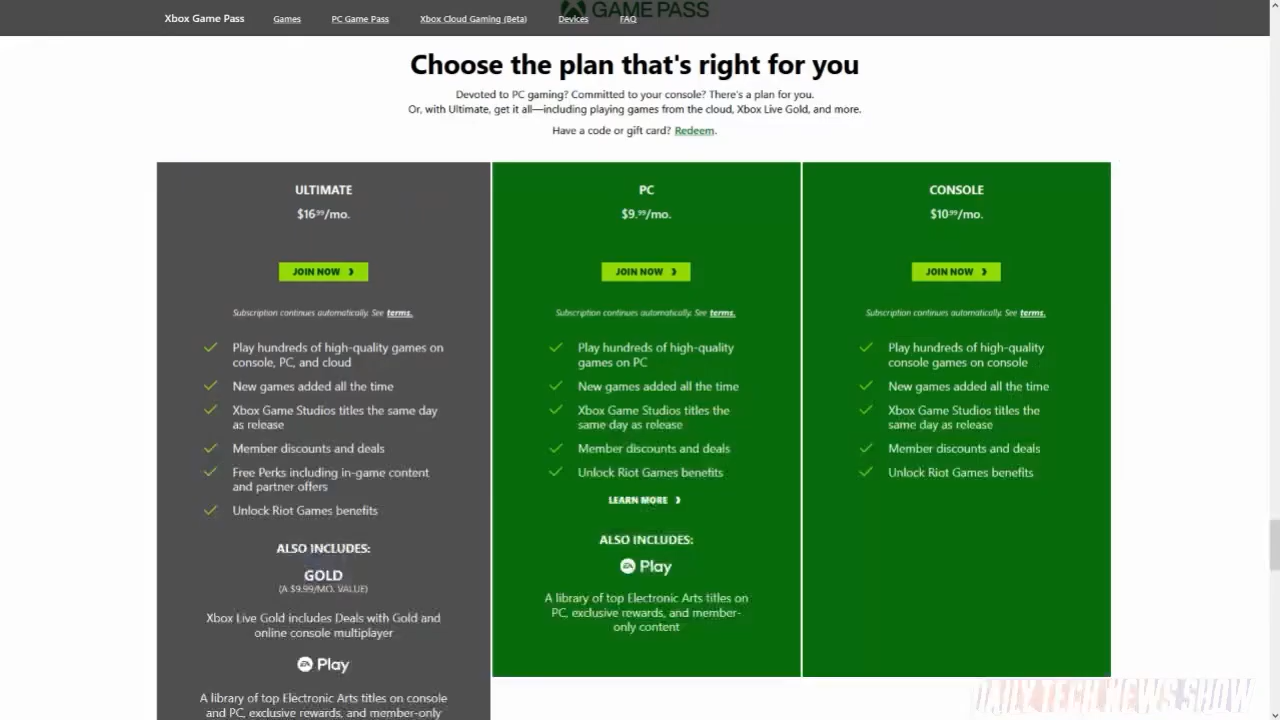 GAME PASS
Xbox Game Pass Games PC Game Pass Xbox Cloud Gaming (Beta) Devices FAQ
Choose the plan that's right for you
Devoted to PC gaming? Committed to your console? There's a plan for you.
Or, with Ultimate, get it all—including playing games from the cloud, Xbox Live Gold, and more.
Have a code or gift card? Redeem.
ULTIMATE
$16⁹⁹/mo.
JOIN NOW
Subscription continues automatically. See terms.
Play hundreds of high-quality games on
console, PC, and cloud
New games added all the time
Xbox Game Studios titles the same day
as release
Member discounts and deals
Free Perks including in-game content
and partner offers
Unlock Riot Games benefits
ALSO INCLUDES:
GOLD
(A $9.99/MO. VALUE)
Xbox Live Gold includes Deals with Gold and
online console multiplayer
EA Play
A library of top Electronic Arts titles on console
and PC, exclusive rewards, and member-only
PC
$9.⁹⁹/mo.
JOIN NOW
Subscription continues automatically. See terms.
Play hundreds of high-quality
games on PC
New games added all the time
Xbox Game Studios titles the
same day as release
Member discounts and deals
Unlock Riot Games benefits
LEARN MORE
ALSO INCLUDES:
EA Play
A library of top Electronic Arts titles on
PC, exclusive rewards, and member-
only content
CONSOLE
$10⁹⁹/mo.
JOIN NOW
Subscription continues automatically. See terms.
Play hundreds of high-quality
console games on console
New games added all the time
Xbox Game Studios titles the
same day as release
Member discounts and deals
Unlock Riot Games benefits
DAILY TECH NEWS SHOW